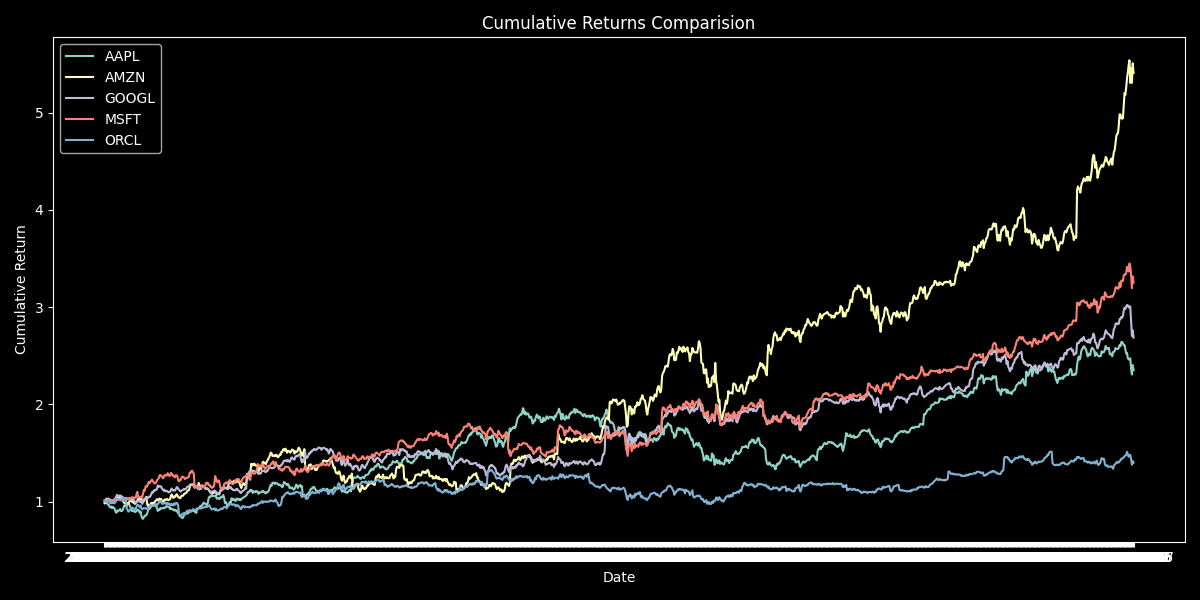 Cumulative Returns Comparision
AAPL
AMZN
GOOGL
MSFT
ORCL
5
4
3
2
1
Cumulative Return
Date